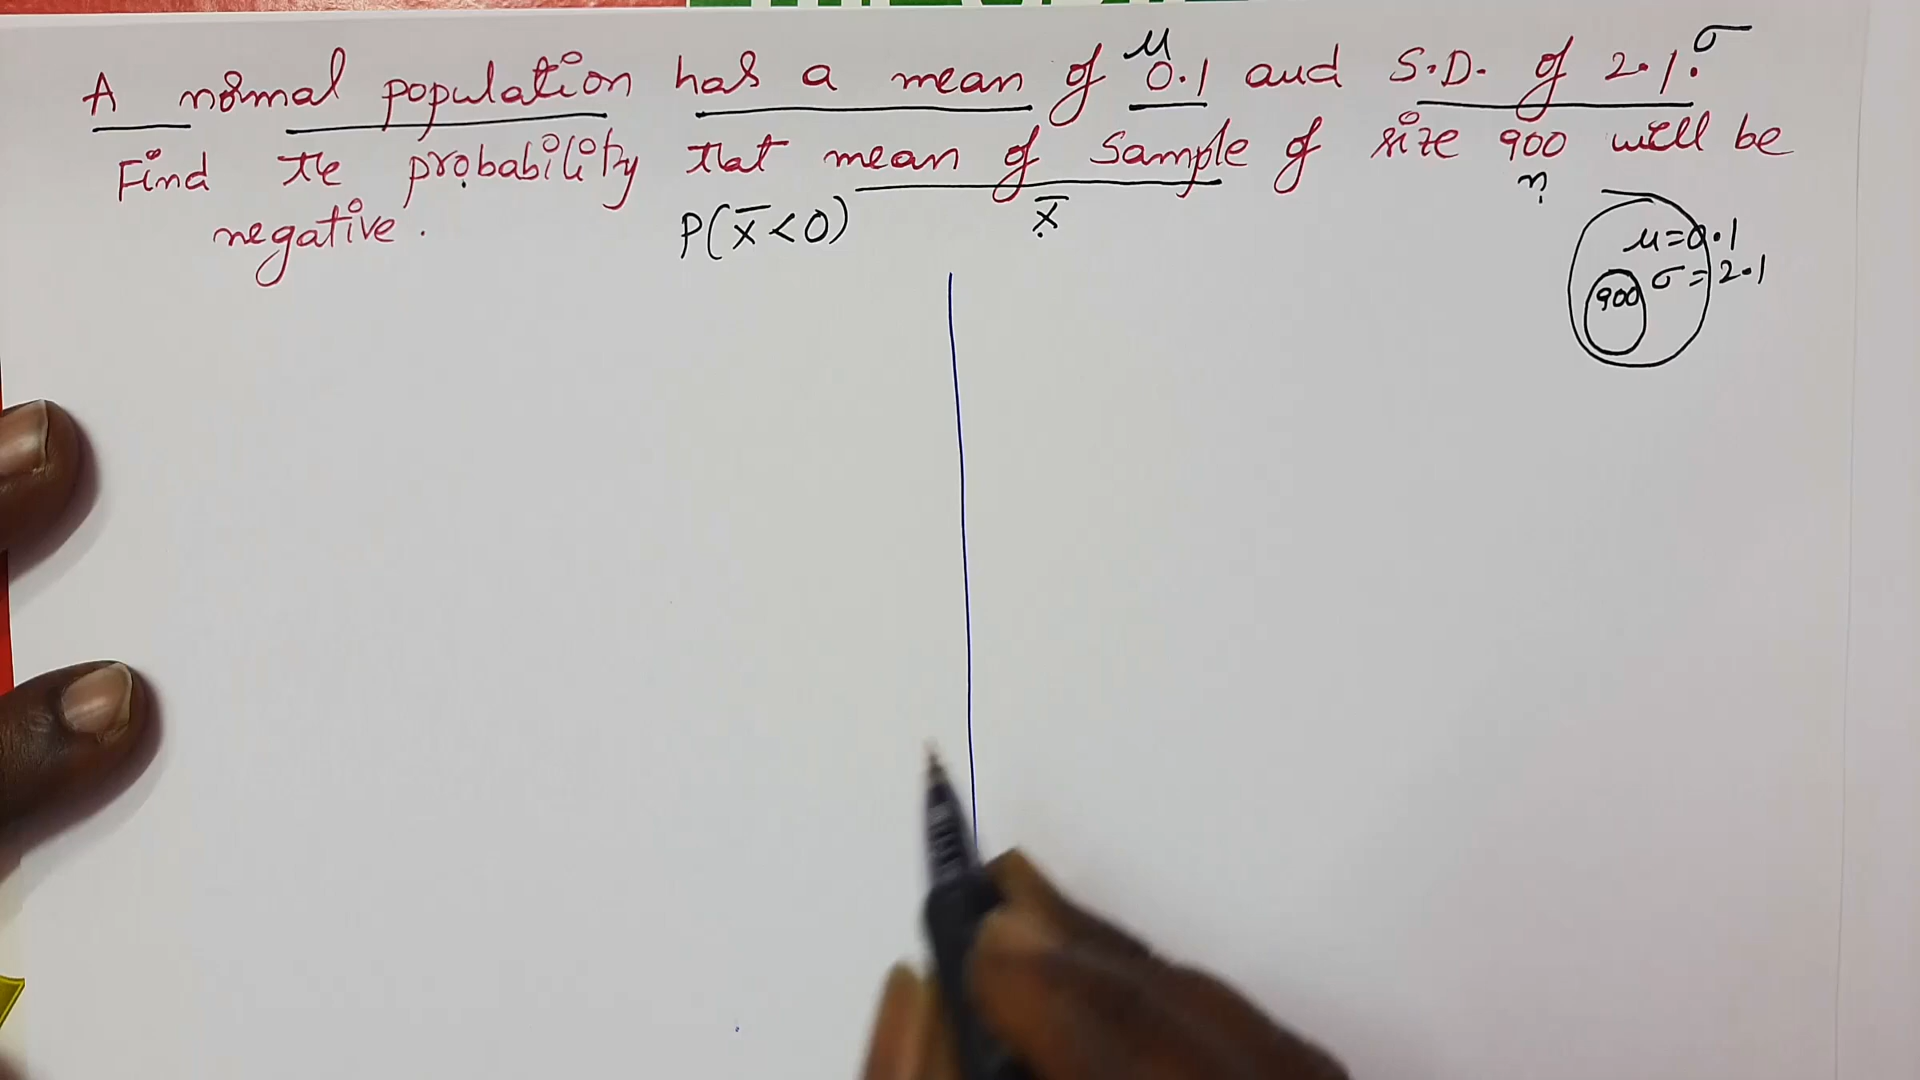 μ σ
A normal population has a mean of 0.1 and S.D. of 2.1.
Find the probability that mean of sample of size 900 will be
n
negative. P(x̄<0) x̄
μ=0.1
σ=2.1
900